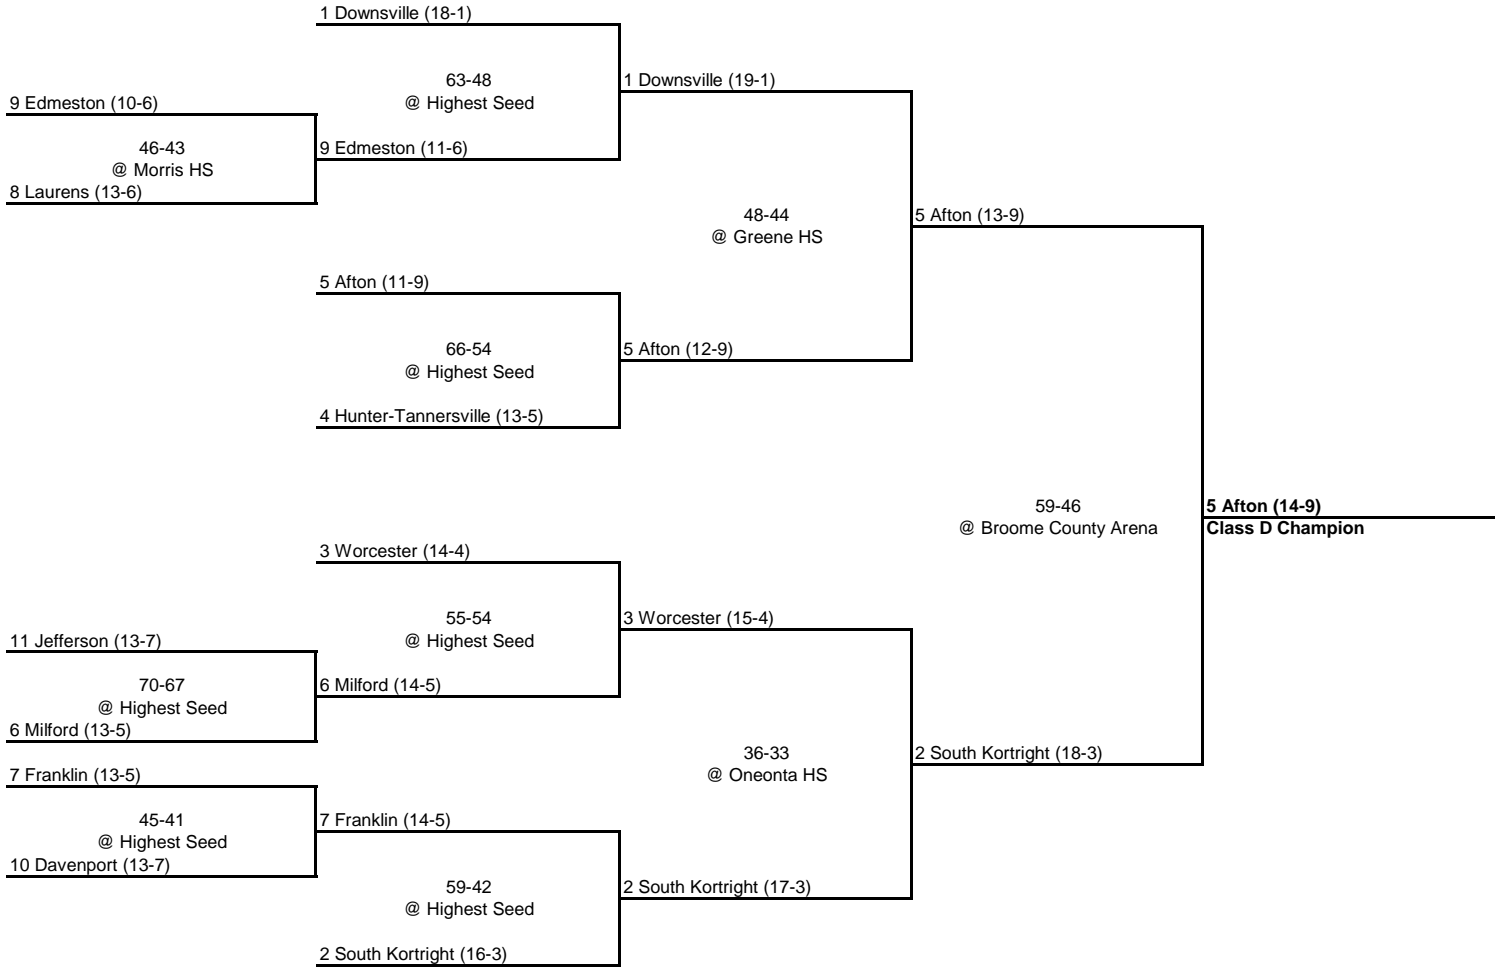 1 Downsville (18-1)
63-48
@ Highest Seed
1 Downsville (19-1)
9 Edmeston (10-6)
46-43
@ Morris HS
9 Edmeston (11-6)
8 Laurens (13-6)
48-44
@ Greene HS
5 Afton (13-9)
5 Afton (11-9)
66-54
@ Highest Seed
5 Afton (12-9)
4 Hunter-Tannersville (13-5)
59-46
@ Broome County Arena
5 Afton (14-9)
Class D Champion
3 Worcester (14-4)
55-54
@ Highest Seed
3 Worcester (15-4)
11 Jefferson (13-7)
70-67
@ Highest Seed
6 Milford (14-5)
6 Milford (13-5)
36-33
@ Oneonta HS
2 South Kortright (18-3)
7 Franklin (13-5)
45-41
@ Highest Seed
7 Franklin (14-5)
10 Davenport (13-7)
59-42
@ Highest Seed
2 South Kortright (17-3)
2 South Kortright (16-3)